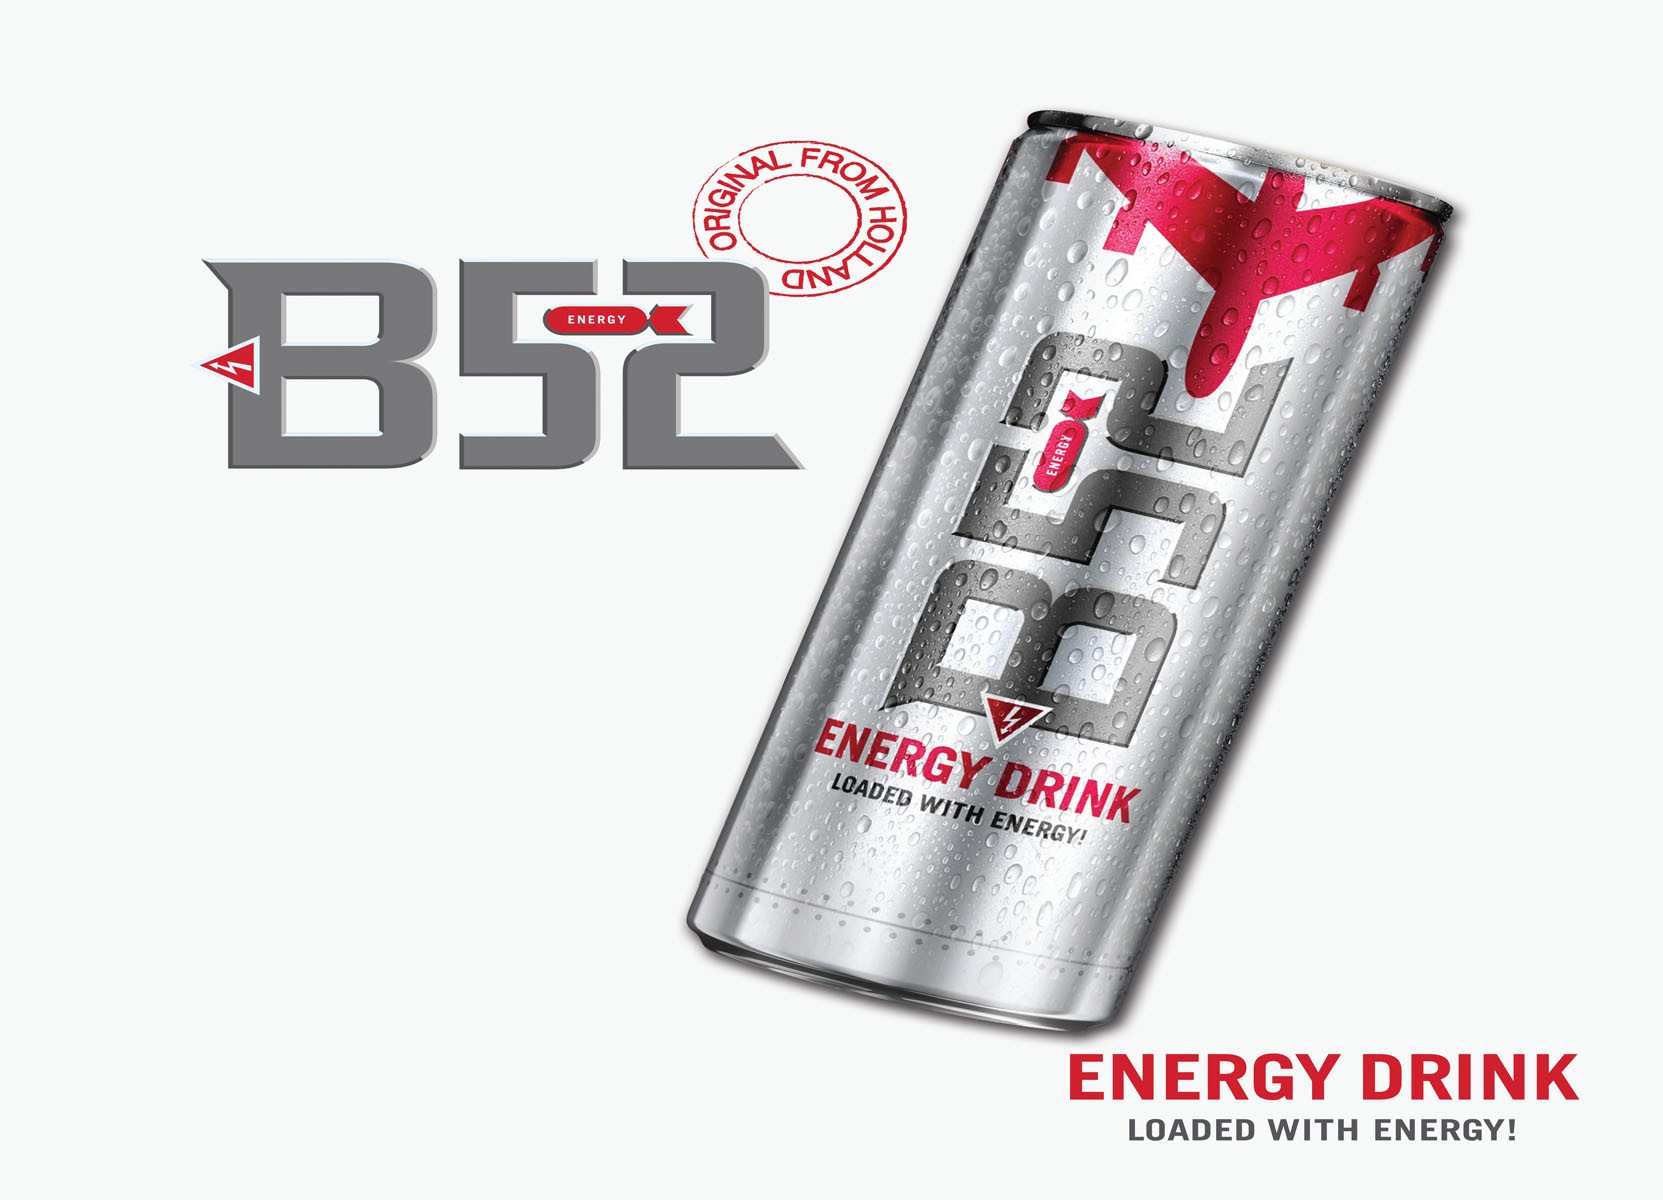 ORIGINAL FROM HOLLAND
B52
ENERGY
B52
ENERGY
ENERGY DRINK
LOADED WITH ENERGY!
ENERGY DRINK
LOADED WITH ENERGY!